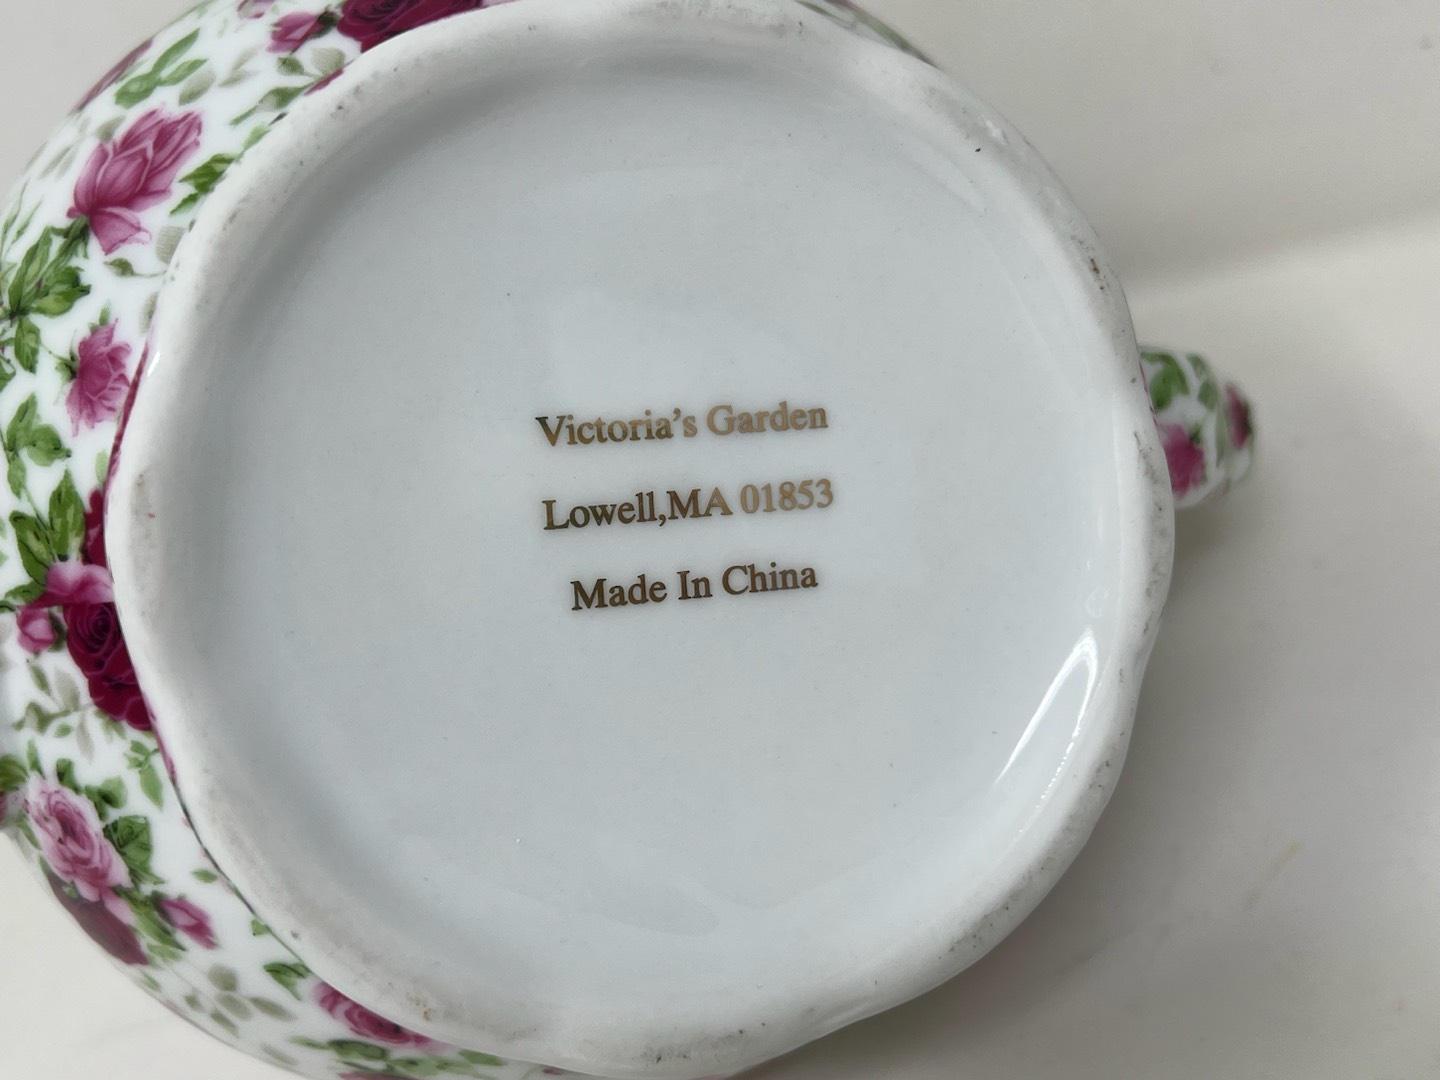 Victoria’s Garden
Lowell,MA 01853
Made In China